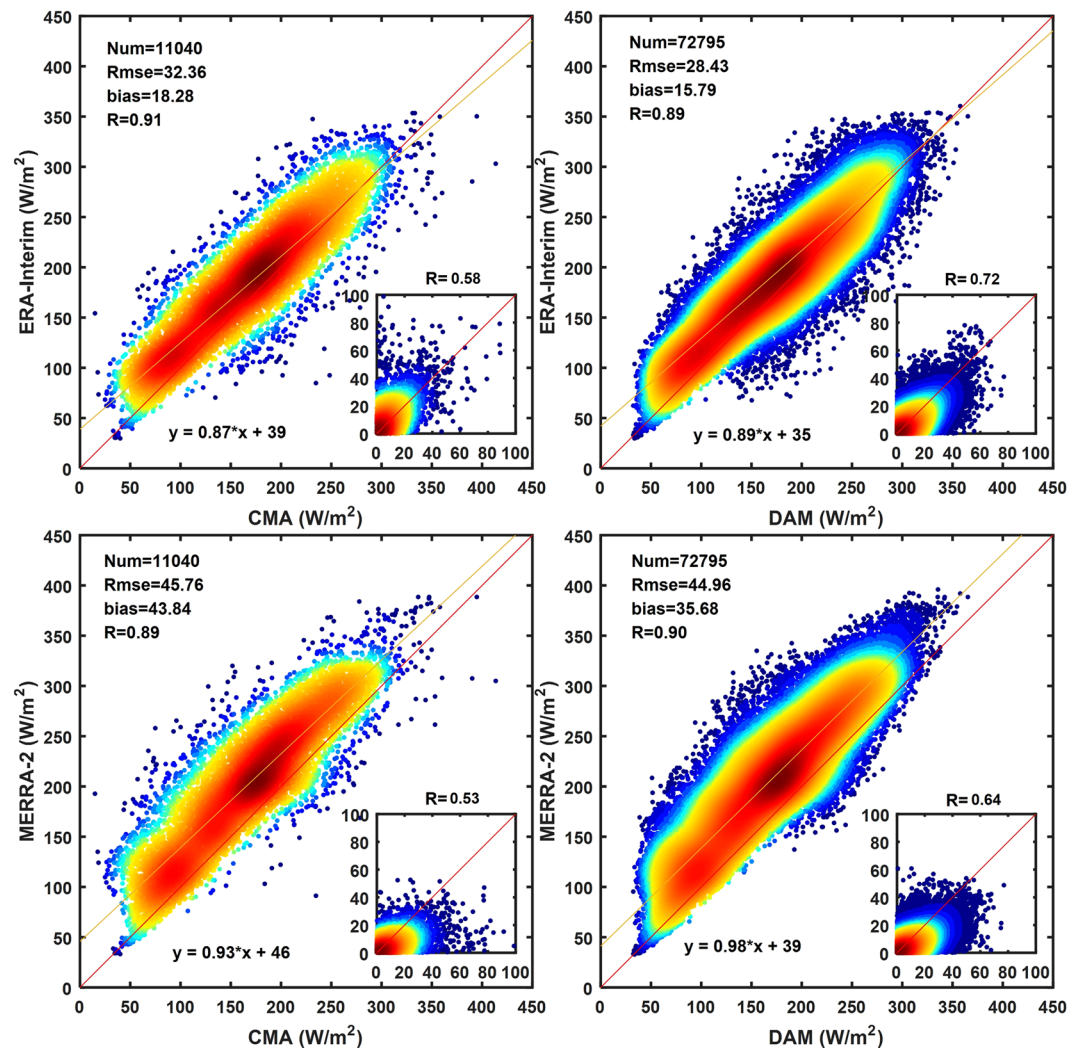 450
400
350
300
250
200
150
100
50
0
ERA-Interim (W/m²)
Num=11040
Rmse=32.36
bias=18.28
R=0.91
R= 0.58
100
80
60
40
20
0
0 20 40 60 80 100
y = 0.87*x + 39
0 50 100 150 200 250 300 350 400 450
CMA (W/m²)
450
400
350
300
250
200
150
100
50
0
ERA-Interim (W/m²)
Num=72795
Rmse=28.43
bias=15.79
R=0.89
R= 0.72
100
80
60
40
20
0
0 20 40 60 80 100
y = 0.89*x + 35
0 50 100 150 200 250 300 350 400 450
DAM (W/m²)
450
400
350
300
250
200
150
100
50
0
MERRA-2 (W/m²)
Num=11040
Rmse=45.76
bias=43.84
R=0.89
R= 0.53
100
80
60
40
20
0
0 20 40 60 80 100
y = 0.93*x + 46
0 50 100 150 200 250 300 350 400 450
CMA (W/m²)
450
400
350
300
250
200
150
100
50
0
MERRA-2 (W/m²)
Num=72795
Rmse=44.96
bias=35.68
R=0.90
R= 0.64
100
80
60
40
20
0
0 20 40 60 80 100
y = 0.98*x + 39
0 50 100 150 200 250 300 350 400 450
DAM (W/m²)